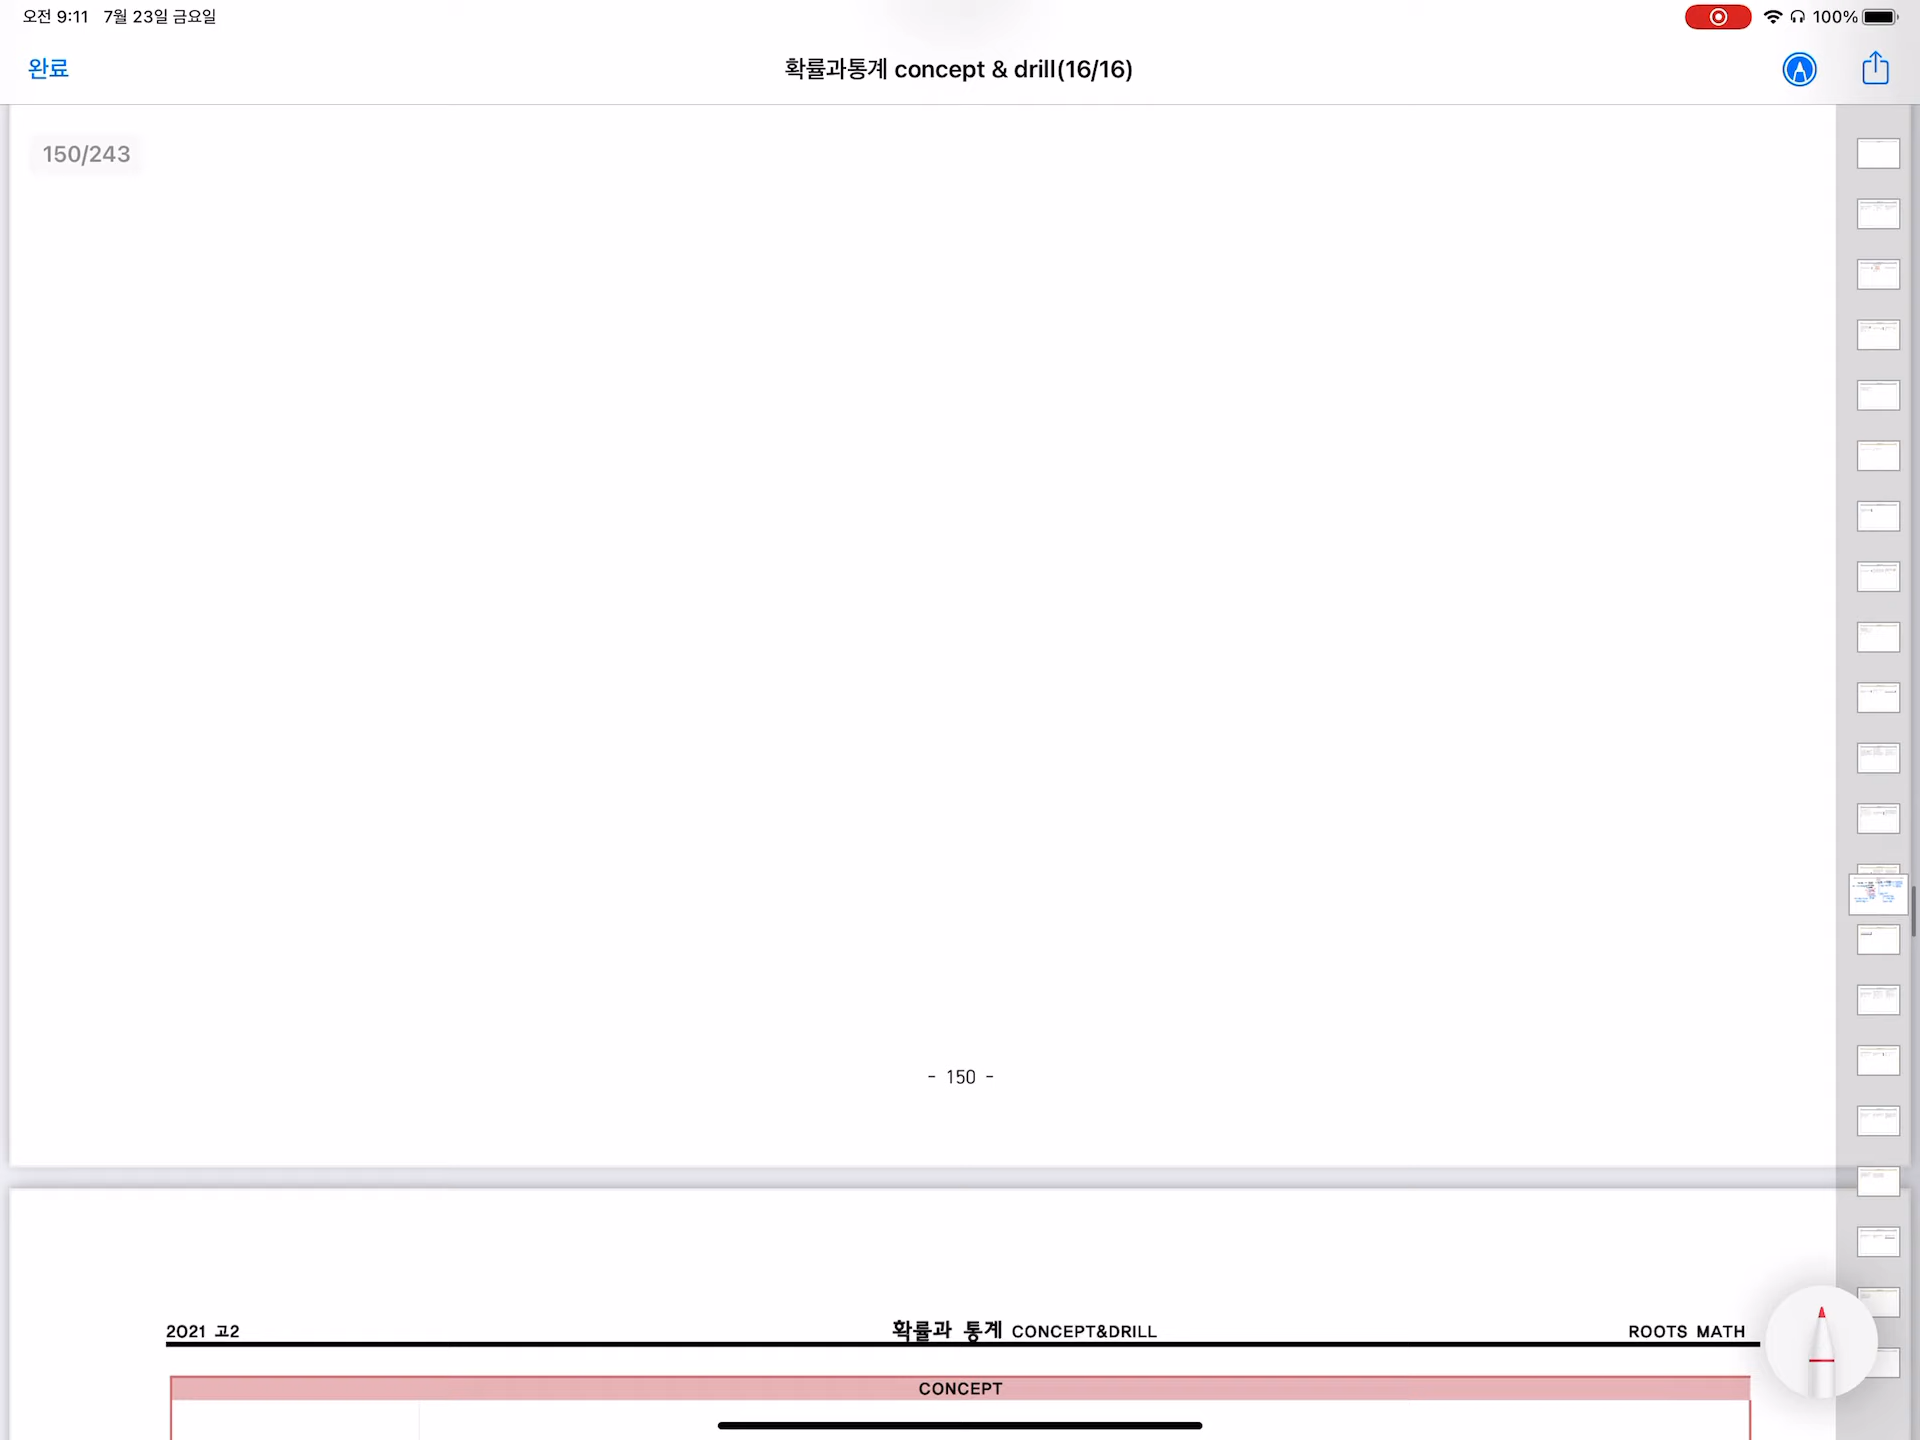 오전 9:11 7월 23일 금요일
100%
완료
확률과통계 concept & drill(16/16)
150/243
- 150 -
2021 고2
확률과 통계 CONCEPT&DRILL
ROOTS MATH
CONCEPT